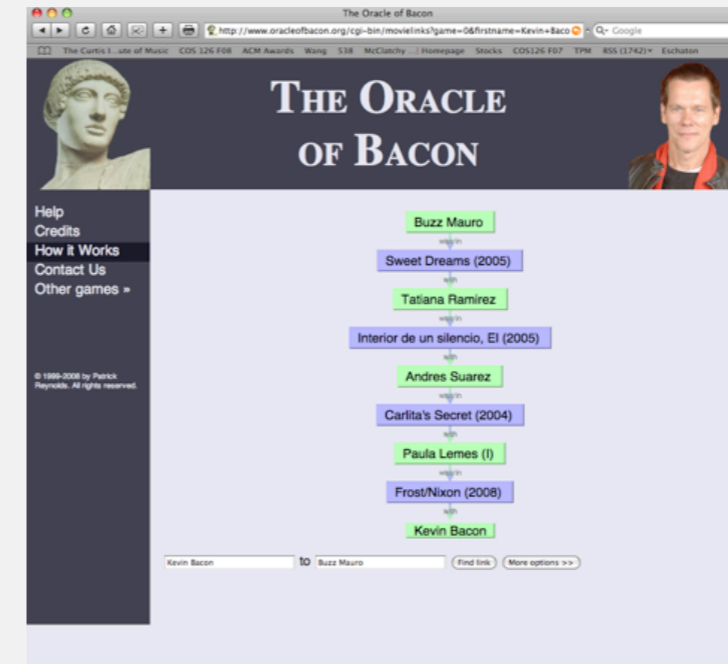 The Oracle of Bacon
http://www.oracleofbacon.org/cgi-bin/movielinks?game=0&firstname=Kevin+Baco
Google
The Curtis I...ute of Music COS 126 F08 ACM Awards Wang 538 McClatchy ...| Homepage Stocks COS126 F07 TPM RSS (1742) Eschaton
THE ORACLE
OF BACON
Help
Credits
How it Works
Contact Us
Other games »
© 1999-2008 by Patrick
Reynolds. All rights reserved.
Buzz Mauro
was in
Sweet Dreams (2005)
with
Tatiana Ramirez
was in
Interior de un silencio, El (2005)
with
Andres Suarez
was in
Carlita's Secret (2004)
with
Paula Lemes (I)
was in
Frost/Nixon (2008)
with
Kevin Bacon
Kevin Bacon to Buzz Mauro Find link More options >>